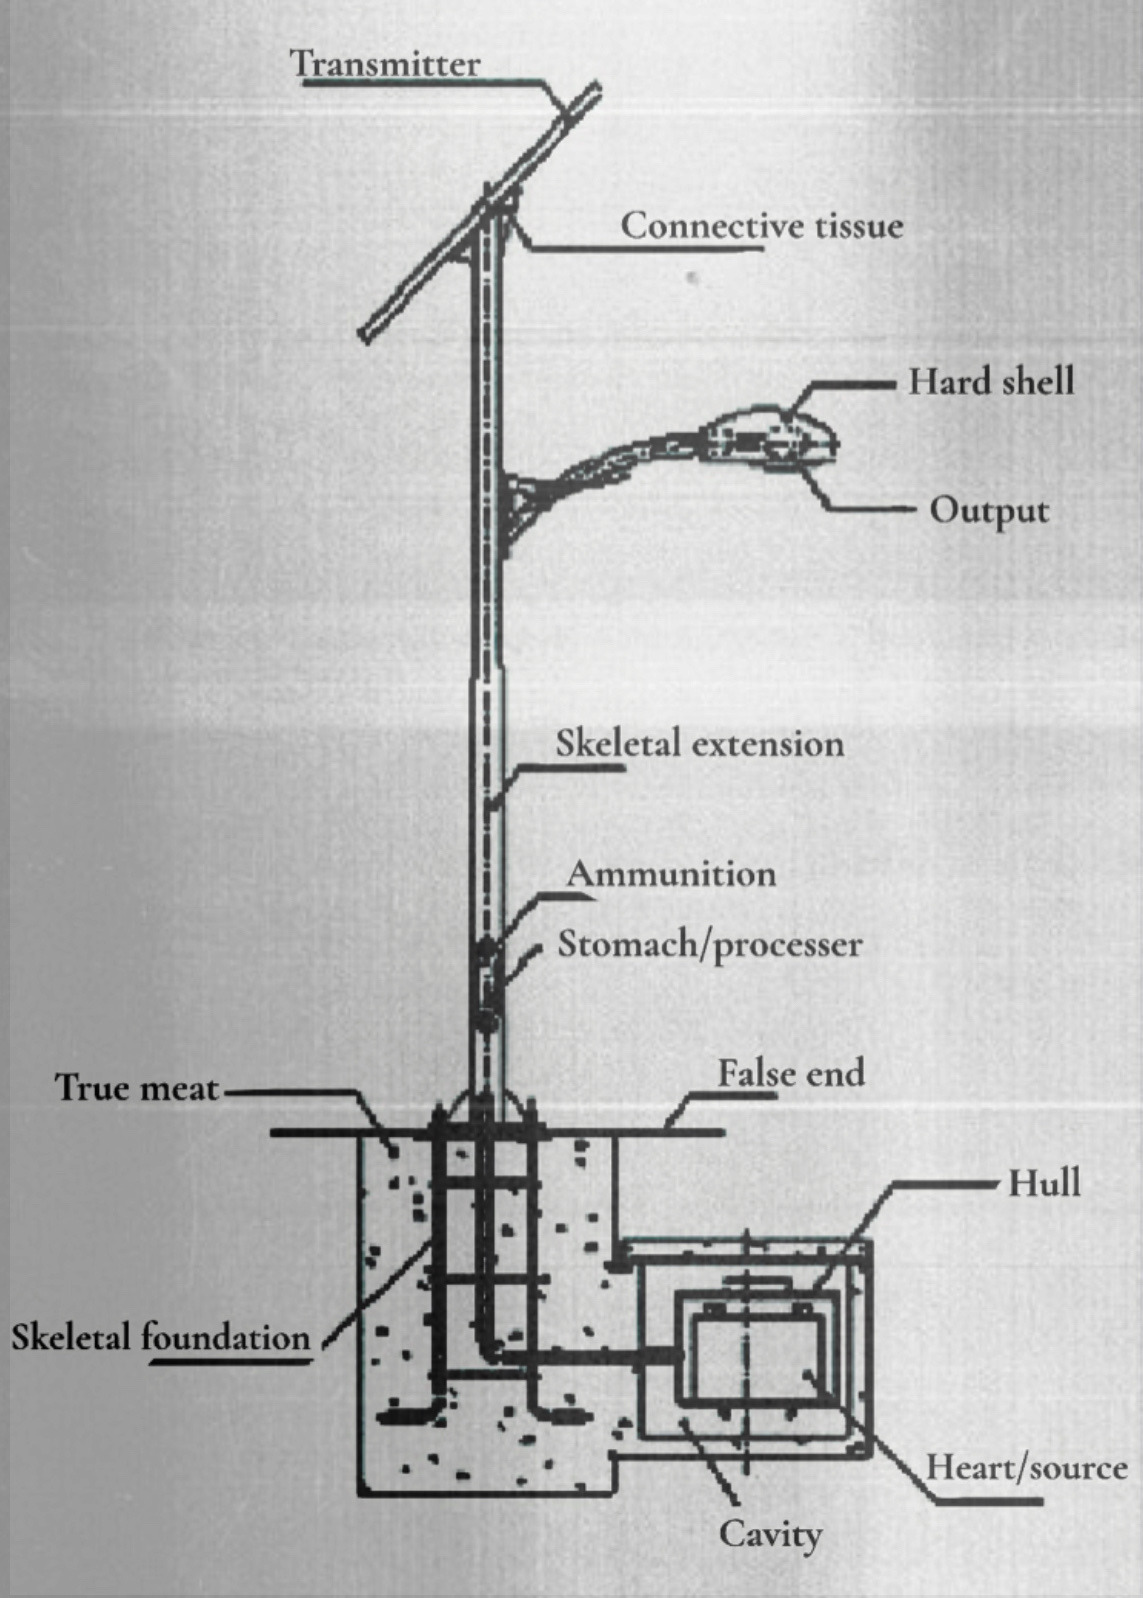 Transmitter
Connective tissue
Hard shell
Output
Skeletal extension
Ammunition
Stomach/processer
False end
True meat
Hull
Skeletal foundation
Heart/source
Cavity